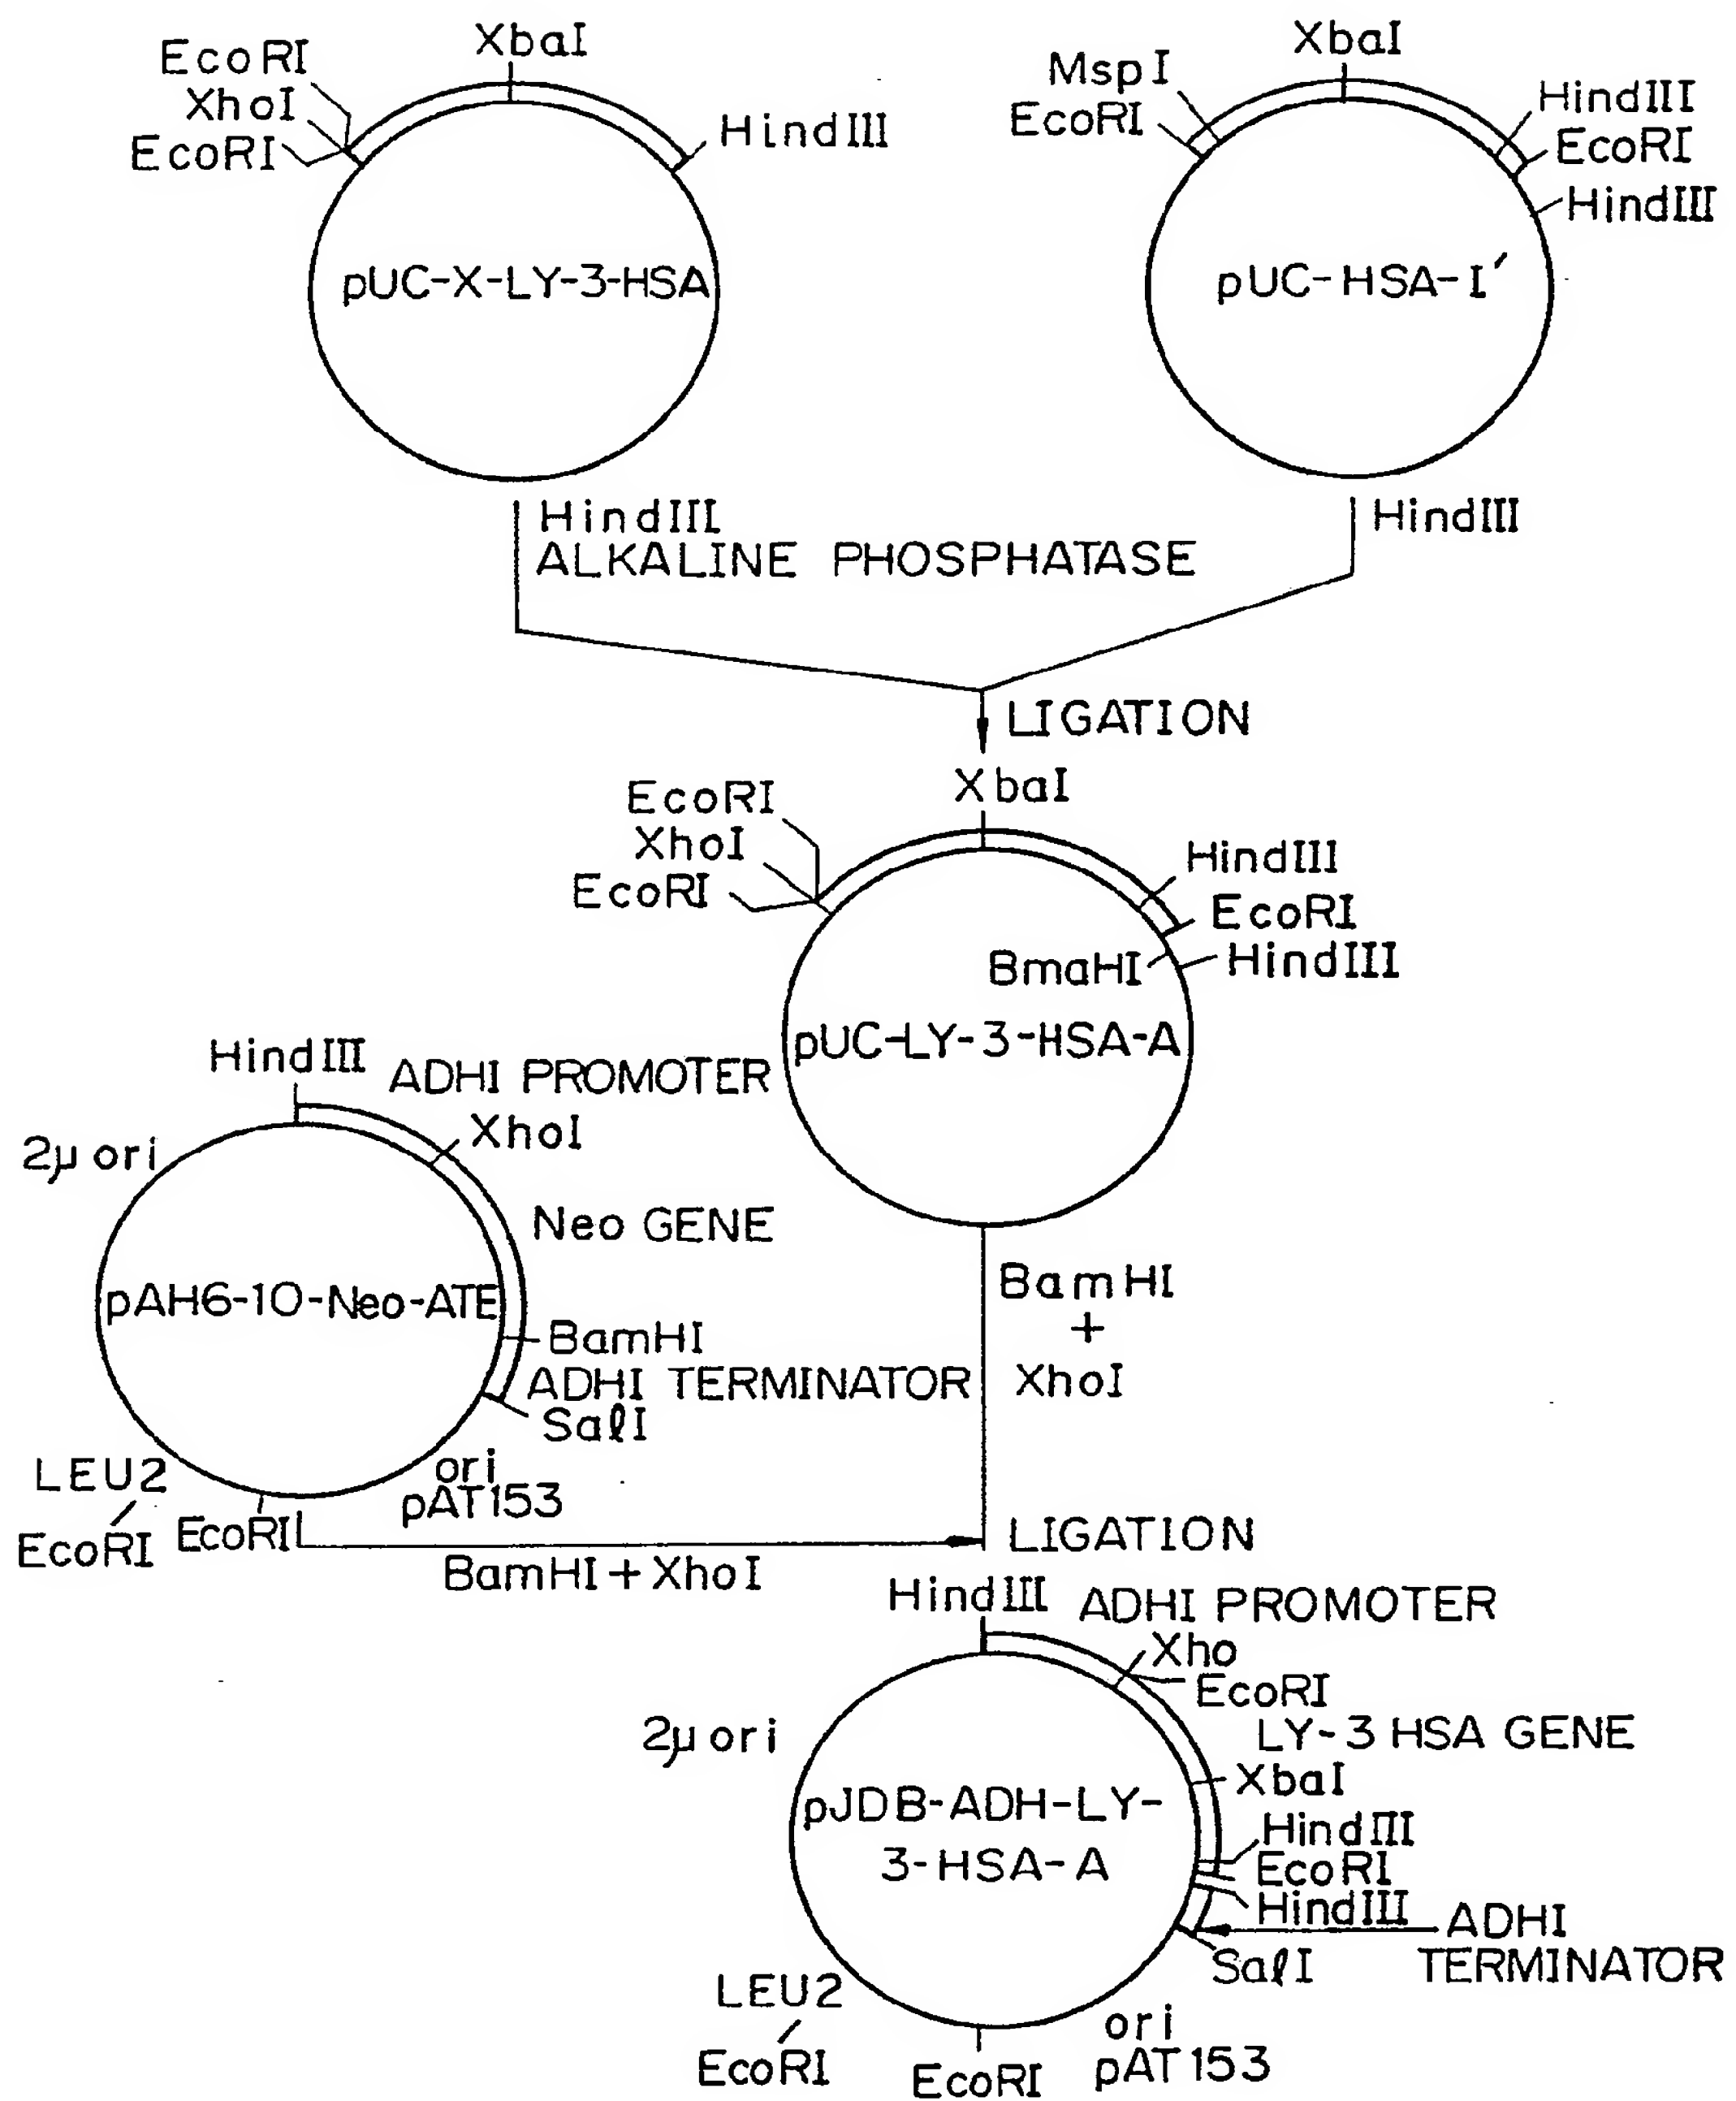 XbaI
EcoRI
XhoI
EcoRI
HindIII
pUC-X-LY-3-HSA
XbaI
MspI
EcoRI
HindIII
EcoRI
HindIII
pUC-HSA-I′
HindIII
ALKALINE PHOSPHATASE
HindIII
LIGATION
XbaI
EcoRI
XhoI
EcoRI
HindIII
EcoRI
BmaHI
HindIII
pUC-LY-3-HSA-A
HindIII
ADHI PROMOTER
XhoI
2μ ori
Neo GENE
pAH6-10-Neo-ATE
BamHI
ADHI TERMINATOR
SalI
LEU2
ori
pAT153
EcoRI
EcoRI
BamHI
+
XhoI
BamHI + XhoI
LIGATION
HindIII
ADHI PROMOTER
Xho
EcoRI
2μ ori
LY-3 HSA GENE
XbaI
pJDB-ADH-LY-
3-HSA-A
HindIII
EcoRI
HindIII
ADHI
TERMINATOR
SalI
LEU2
EcoRI
EcoRI
ori
pAT153